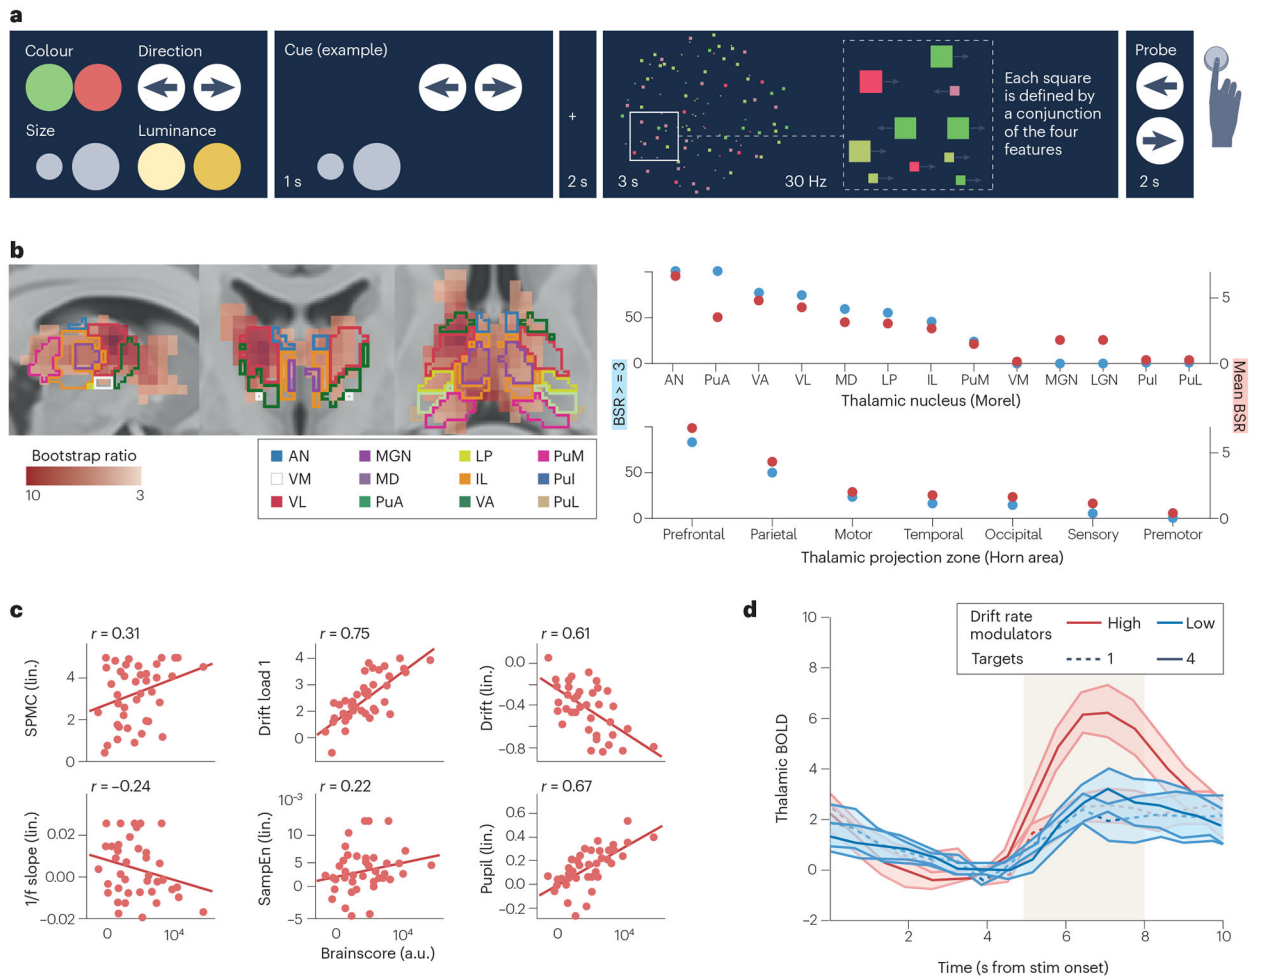 a
Colour
Direction
Size
Luminance
Cue (example)
1 s
+
2 s
3 s
30 Hz
Each square
is defined by
a conjunction
of the four
features
Probe
2 s
b
Bootstrap ratio
10
3
AN
MGN
LP
PuM
VM
MD
IL
PuI
VL
PuA
VA
PuL
BSR > = 3
50
0
5
0
AN PuA VA VL MD LP IL PuM VM MGN LGN PuI PuL
Thalamic nucleus (Morel)
Mean BSR
50
0
5
0
Prefrontal Parietal Motor Temporal Occipital Sensory Premotor
Thalamic projection zone (Horn area)
c
r = 0.31
SPMC (lin.)
4
2
0
r = 0.75
Drift load 1
4
3
2
0
r = 0.61
Drift (lin.)
0.0
−0.4
−0.8
r = −0.24
1/f slope (lin.)
0.02
0.00
−0.02
0
10⁴
r = 0.22
10⁻³
SampEn (lin.)
10
5
0
−5
0
10⁴
Brainscore (a.u.)
r = 0.67
Pupil (lin.)
0.6
0.4
0.2
0.0
−0.2
0
10⁴
d
Drift rate
modulators
High
Low
Targets
1
4
Thalamic BOLD
10
8
6
4
2
0
−2
2
4
6
8
10
Time (s from stim onset)